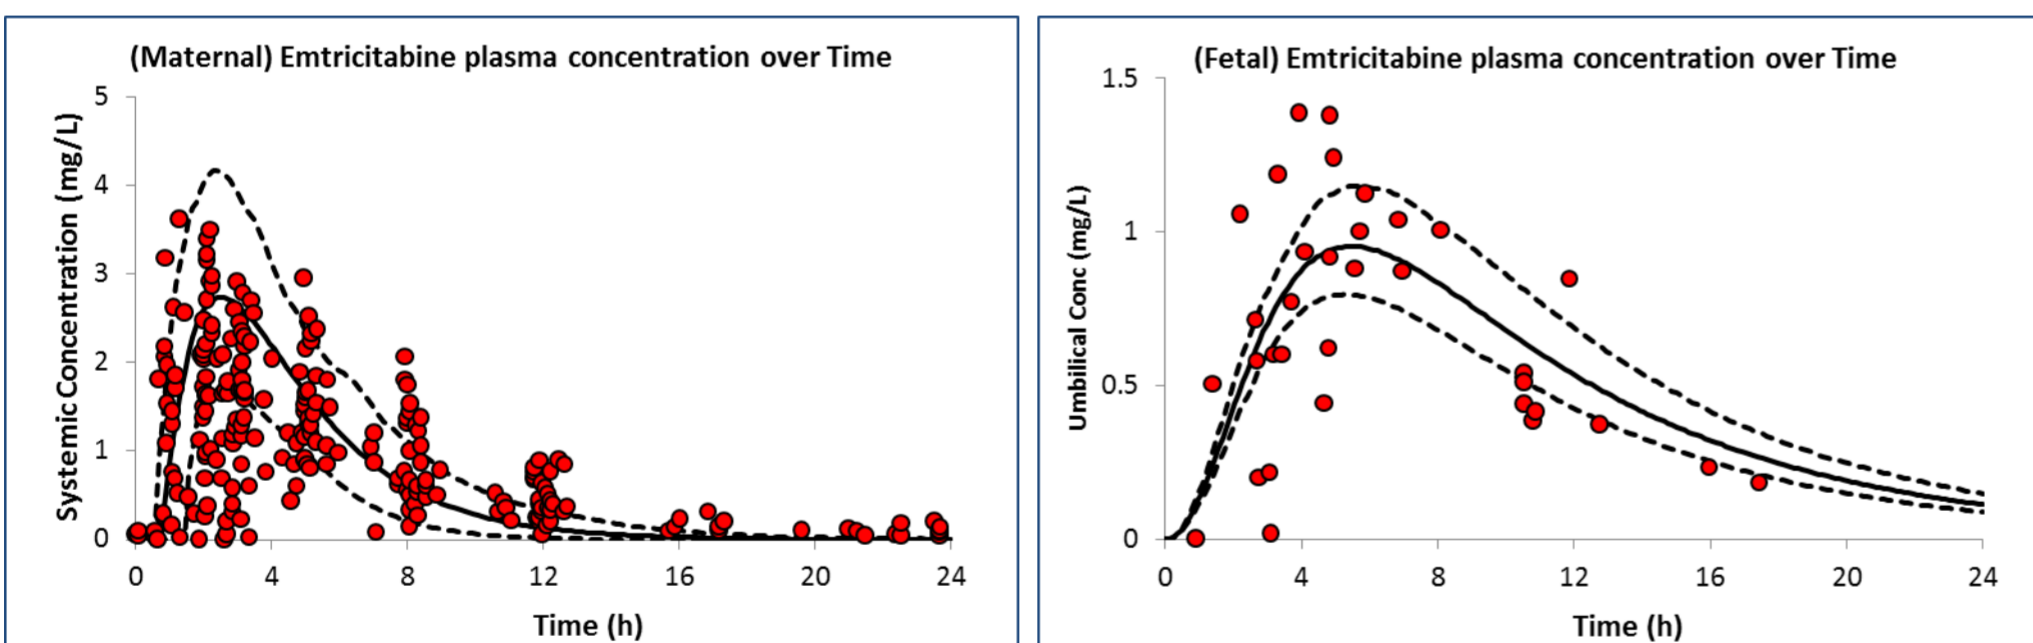 (Maternal) Emtricitabine plasma concentration over Time
Systemic Concentration (mg/L)
5
4
3
2
1
0
0 4 8 12 16 20 24
Time (h)
(Fetal) Emtricitabine plasma concentration over Time
Umbilical Conc (mg/L)
1.5
1
0.5
0
0 4 8 12 16 20 24
Time (h)